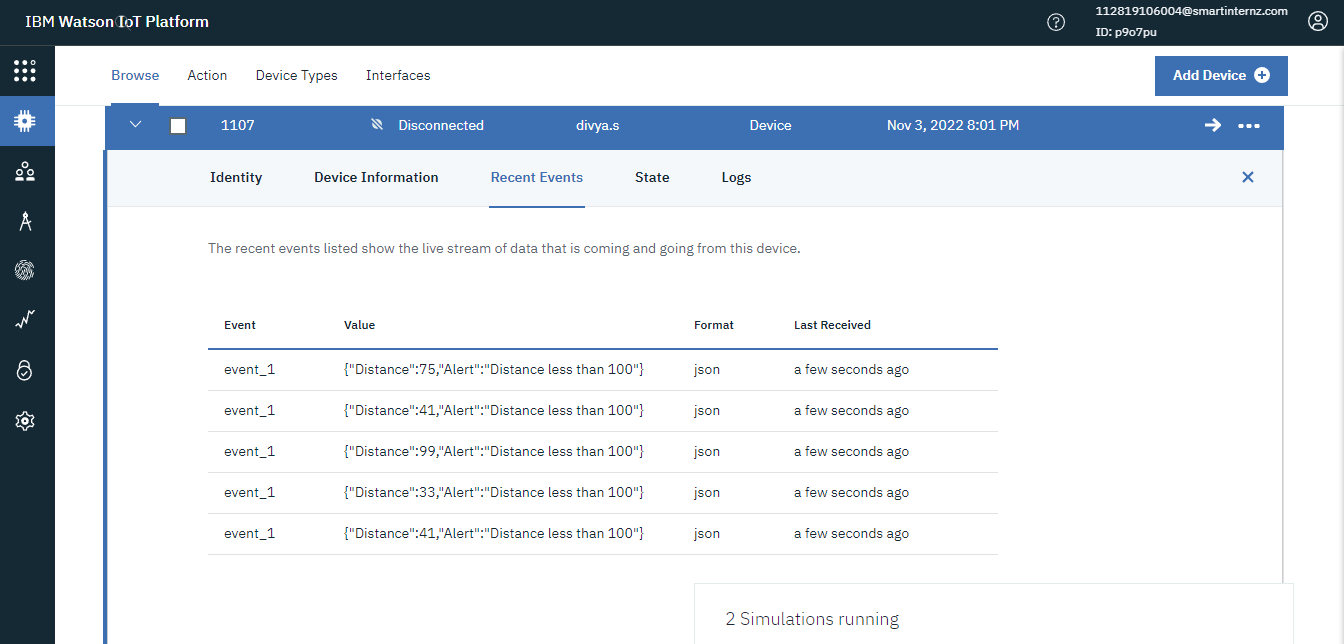 IBM Watson IoT Platform
112819106004@smartinternz.com
ID: p9o7pu
Browse Action Device Types Interfaces
Add Device
1107 Disconnected divya.s Device Nov 3, 2022 8:01 PM
Identity Device Information Recent Events State Logs
The recent events listed show the live stream of data that is coming and going from this device.
Event Value Format Last Received
event_1 {"Distance":75,"Alert":"Distance less than 100"} json a few seconds ago
event_1 {"Distance":41,"Alert":"Distance less than 100"} json a few seconds ago
event_1 {"Distance":99,"Alert":"Distance less than 100"} json a few seconds ago
event_1 {"Distance":33,"Alert":"Distance less than 100"} json a few seconds ago
event_1 {"Distance":41,"Alert":"Distance less than 100"} json a few seconds ago
2 Simulations running